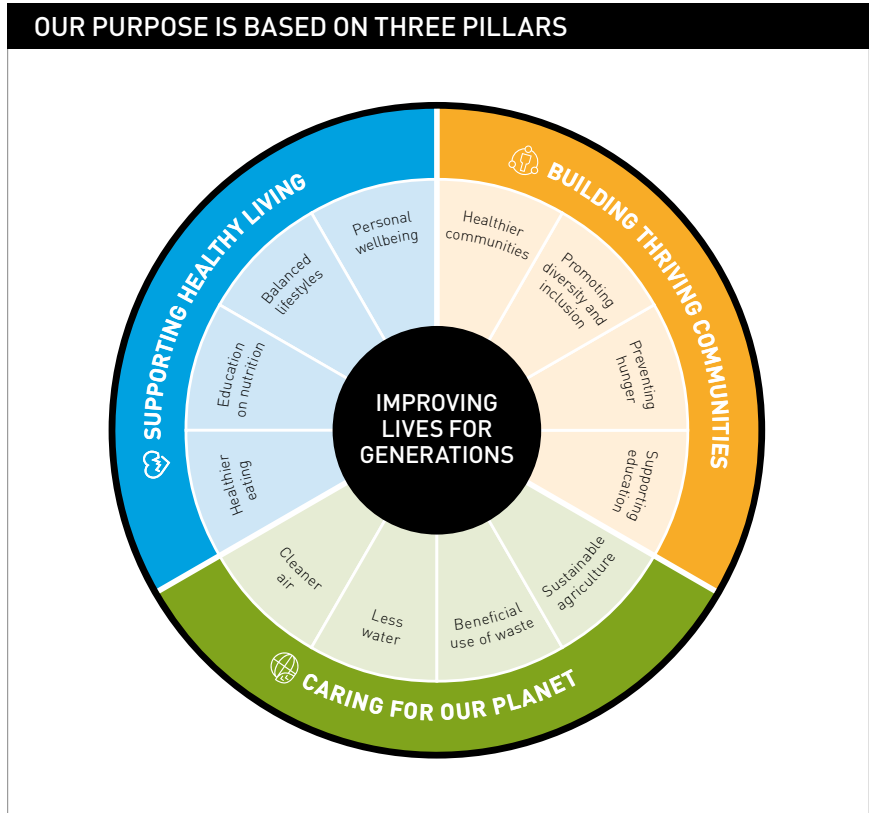 OUR PURPOSE IS BASED ON THREE PILLARS
SUPPORTING HEALTHY LIVING
Personal
wellbeing
Balanced
lifestyles
Education
on nutrition
Healthier
eating
BUILDING THRIVING COMMUNITIES
Healthier
communities
Promoting
diversity and
inclusion
Preventing
hunger
Supporting
education
IMPROVING
LIVES FOR
GENERATIONS
Cleaner
air
Less
water
Beneficial
use of waste
Sustainable
agriculture
CARING FOR OUR PLANET